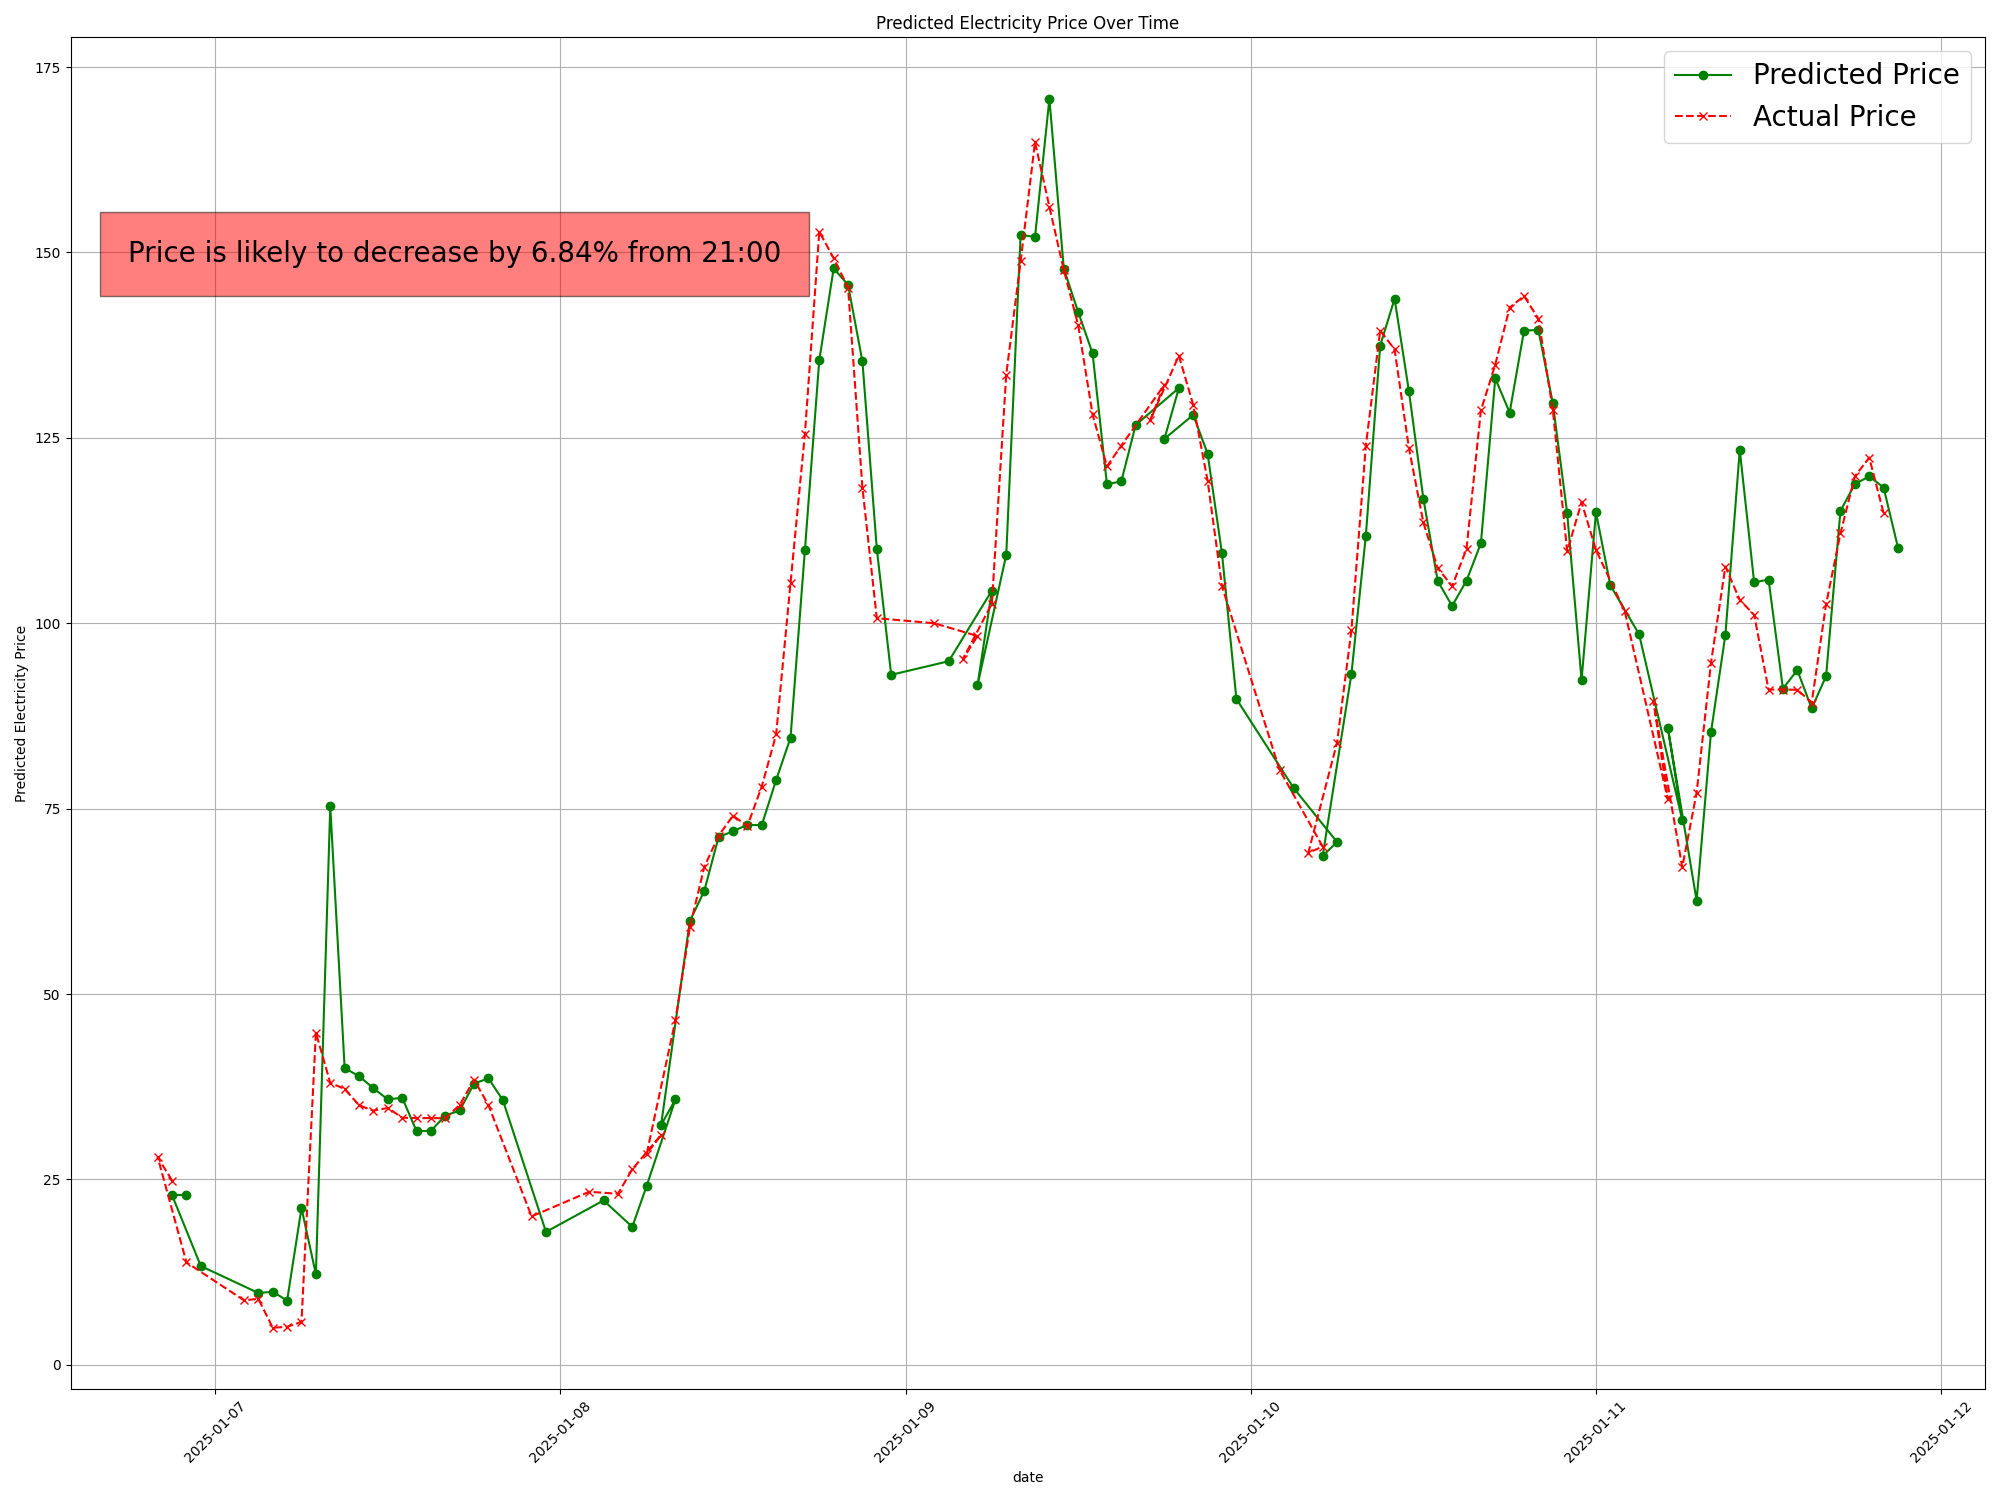 Predicted Electricity Price Over Time
Predicted Price
Actual Price
Price is likely to decrease by 6.84% from 21:00
Predicted Electricity Price
175
150
125
100
75
50
25
0
2025-01-07
2025-01-08
2025-01-09
2025-01-10
2025-01-11
2025-01-12
date